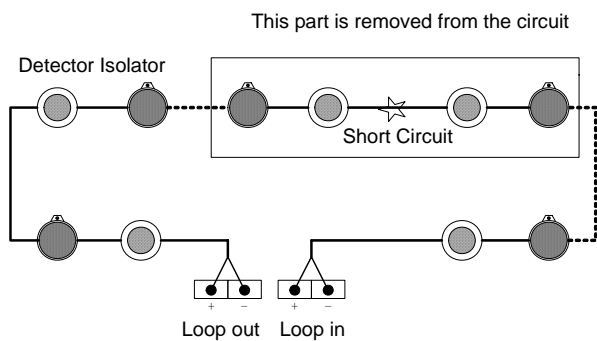 This part is removed from the circuit
Detector Isolator
Short Circuit
+ - + -
Loop out Loop in